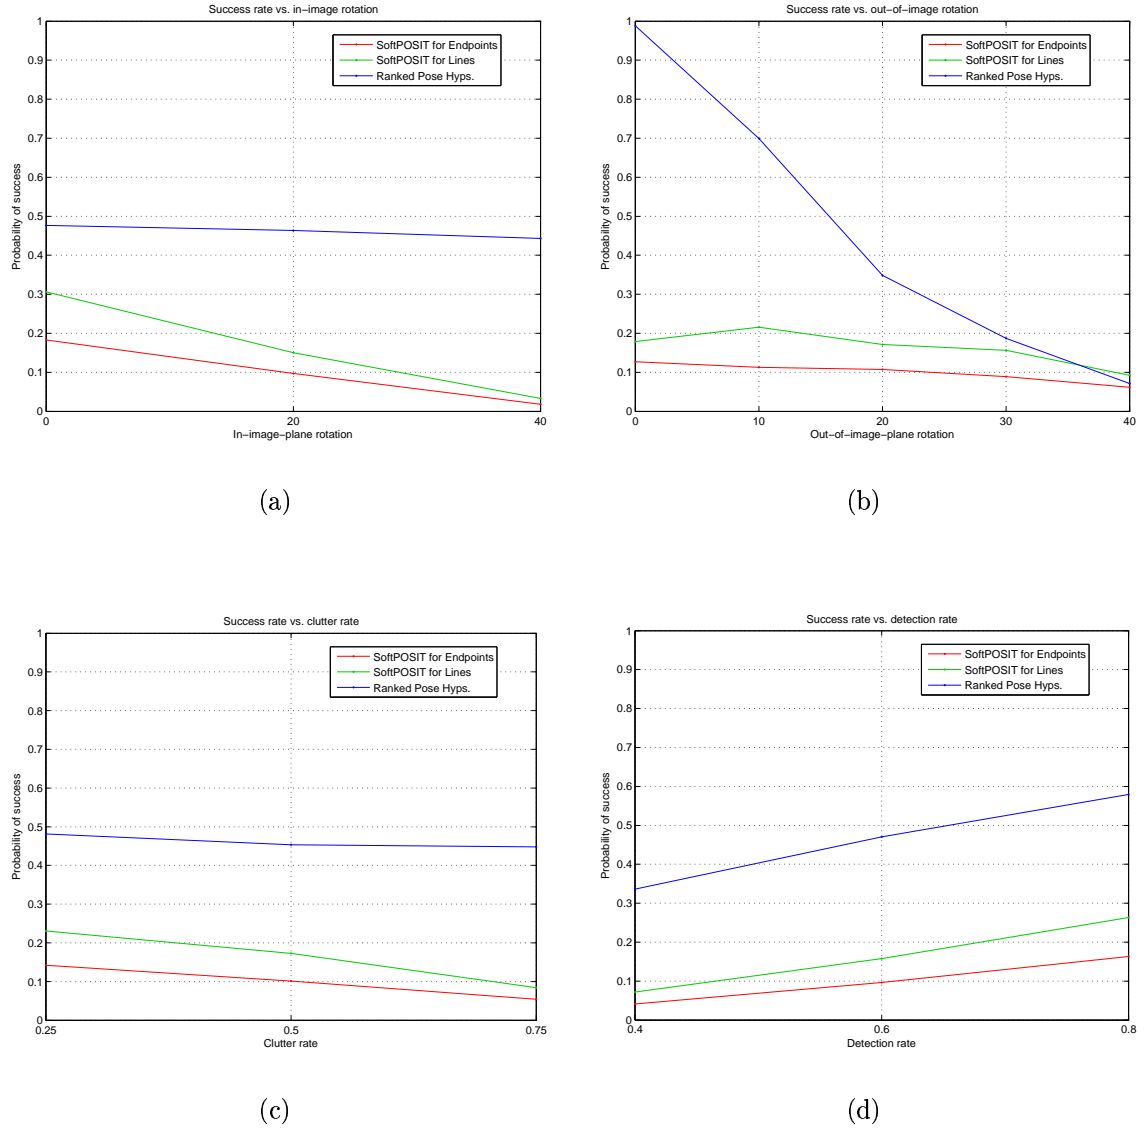 Success rate vs. in−image rotation
1
0.9
0.8
0.7
0.6
0.5
0.4
0.3
0.2
0.1
0
Probability of success
SoftPOSIT for Endpoints
SoftPOSIT for Lines
Ranked Pose Hyps.
0 20 40
In−image−plane rotation
(a)
Success rate vs. out−of−image rotation
1
0.9
0.8
0.7
0.6
0.5
0.4
0.3
0.2
0.1
0
Probability of success
SoftPOSIT for Endpoints
SoftPOSIT for Lines
Ranked Pose Hyps.
0 10 20 30 40
Out−of−image−plane rotation
(b)
Success rate vs. clutter rate
1
0.9
0.8
0.7
0.6
0.5
0.4
0.3
0.2
0.1
0
Probability of success
SoftPOSIT for Endpoints
SoftPOSIT for Lines
Ranked Pose Hyps.
0.25 0.5 0.75
Clutter rate
(c)
Success rate vs. detection rate
1
0.9
0.8
0.7
0.6
0.5
0.4
0.3
0.2
0.1
0
Probability of success
SoftPOSIT for Endpoints
SoftPOSIT for Lines
Ranked Pose Hyps.
0.4 0.6 0.8
Detection rate
(d)